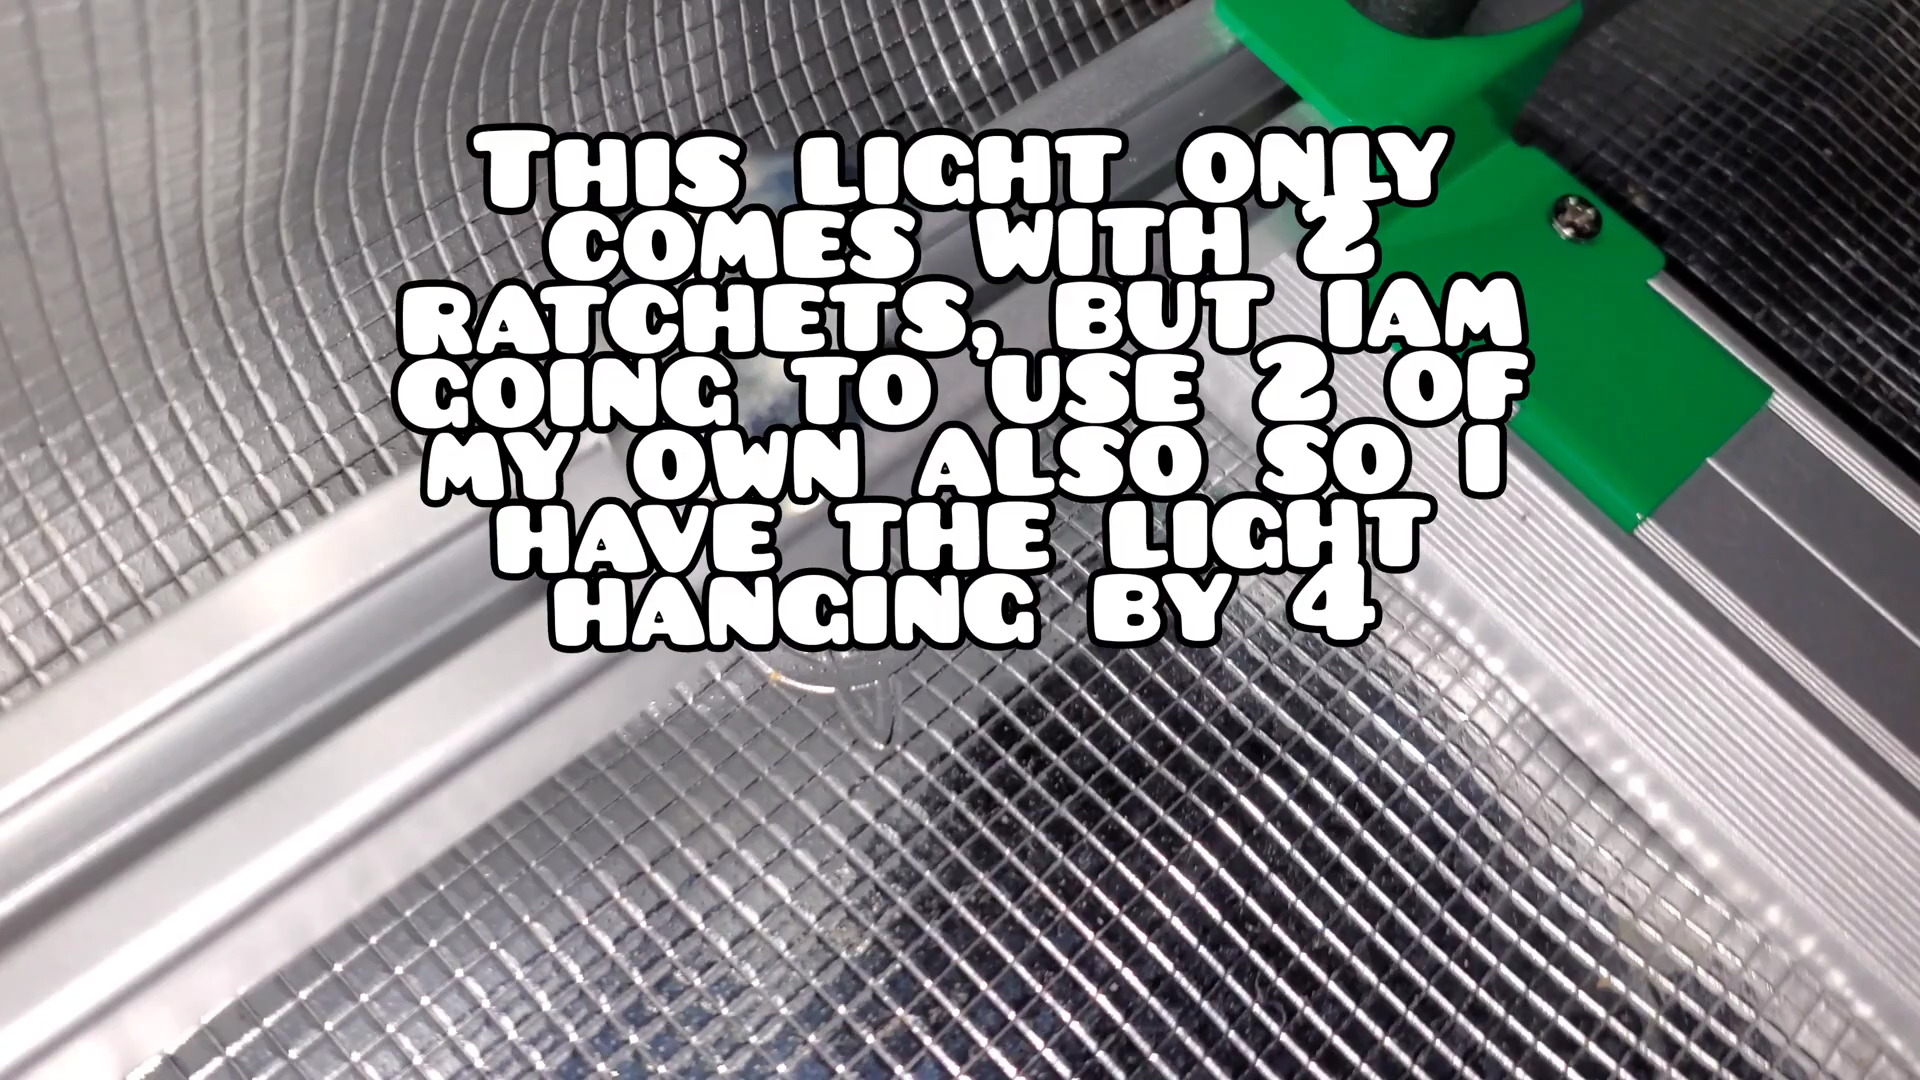 This light only
comes with 2
ratchets, but iam
going to use 2 of
my own also so i
have the light
hanging by 4